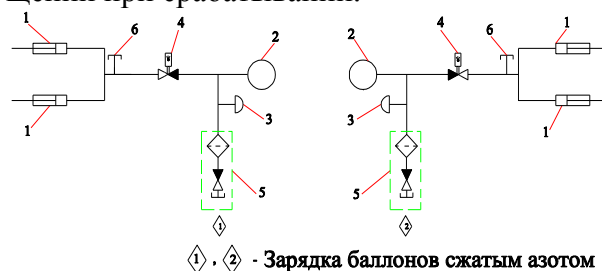 щении при срабатывании.
1 6 4 2 2 4 6 1
1 3 5 3 5 1
1 2
1 , 2 - Зарядка баллонов сжатым азотом